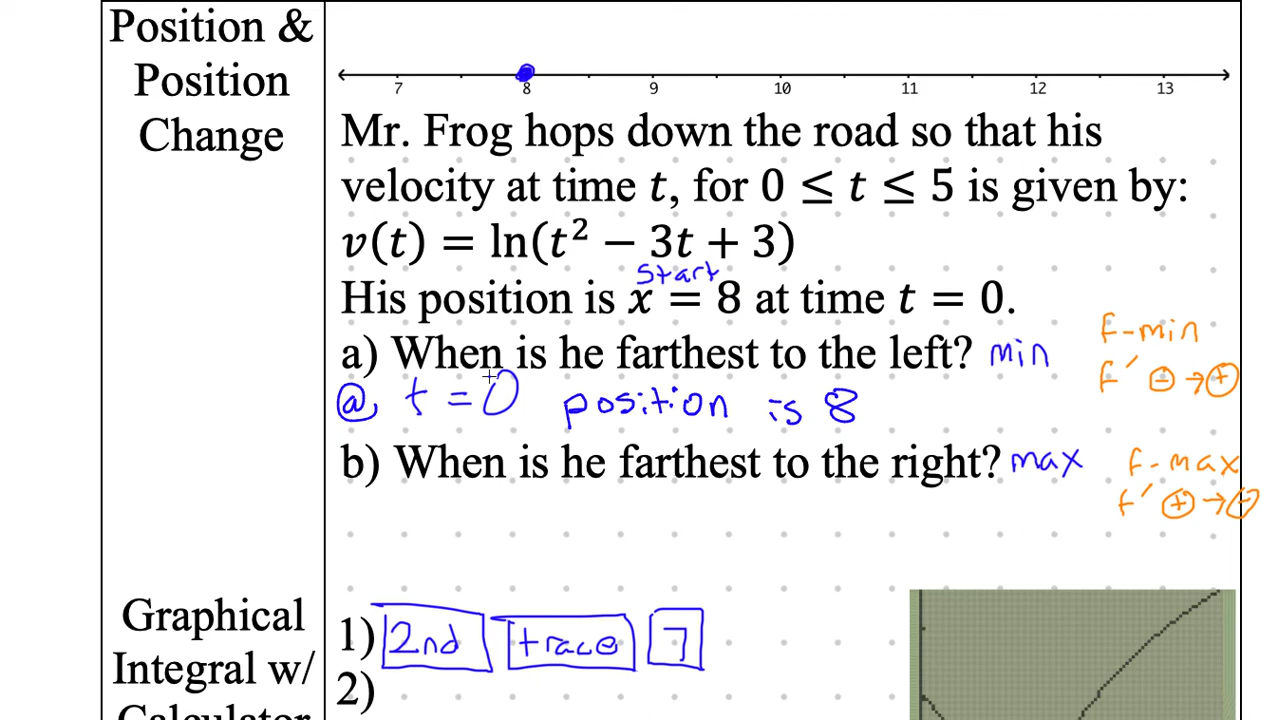 Position &
Position
Change
7 8 9 10 11 12 13
Mr. Frog hops down the road so that his
velocity at time t, for 0 ≤ t ≤ 5 is given by:
v(t) = ln(t² − 3t + 3)
start
His position is x = 8 at time t = 0.
a) When is he farthest to the left? min
f-min
f′ ⊖ → ⊕
@ t = 0 position is 8
b) When is he farthest to the right? max
f-max
f′ ⊕ → ⊖
Graphical
Integral w/
Calculator
1) 2nd trace 7
2)